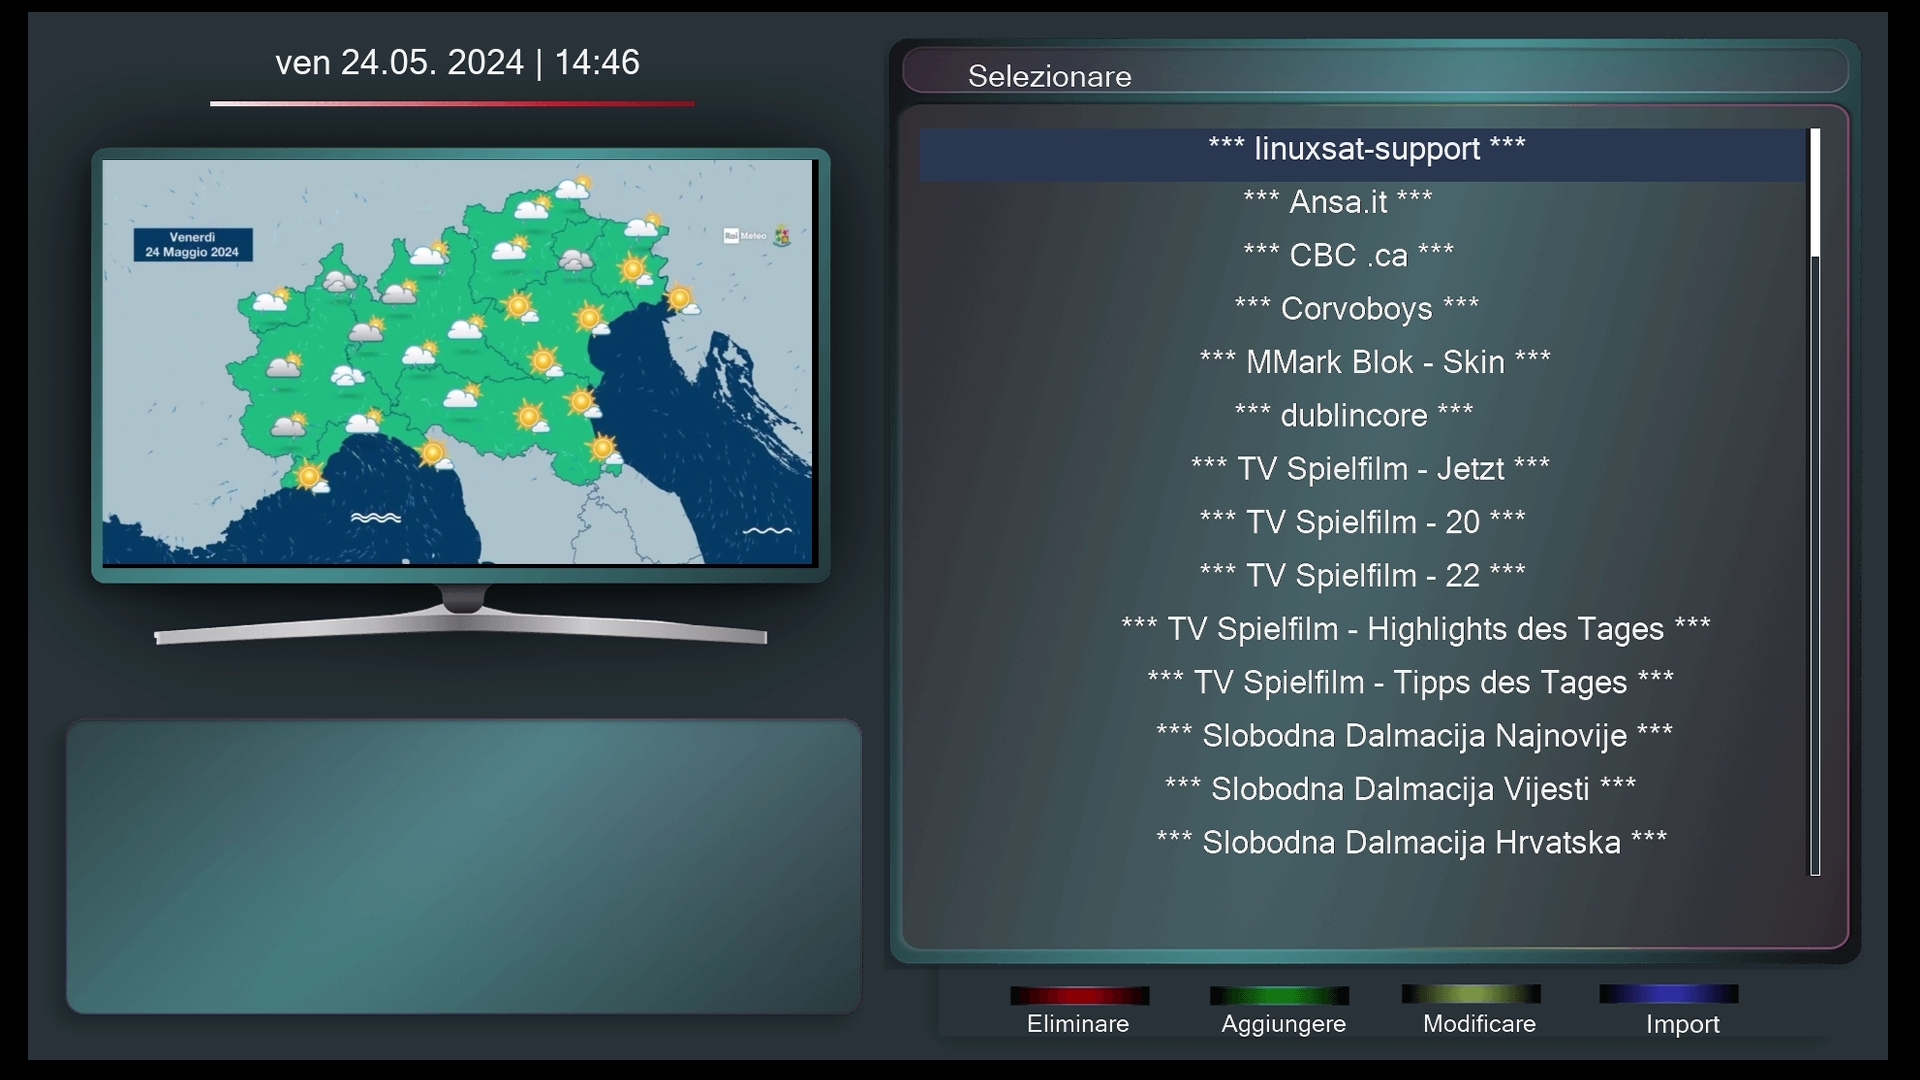 ven 24.05. 2024 | 14:46
Venerdì
24 Maggio 2024
Rai Meteo
Selezionare
*** linuxsat-support ***
*** Ansa.it ***
*** CBC .ca ***
*** Corvoboys ***
*** MMark Blok - Skin ***
*** dublincore ***
*** TV Spielfilm - Jetzt ***
*** TV Spielfilm - 20 ***
*** TV Spielfilm - 22 ***
*** TV Spielfilm - Highlights des Tages ***
*** TV Spielfilm - Tipps des Tages ***
*** Slobodna Dalmacija Najnovije ***
*** Slobodna Dalmacija Vijesti ***
*** Slobodna Dalmacija Hrvatska ***
Eliminare
Aggiungere
Modificare
Import